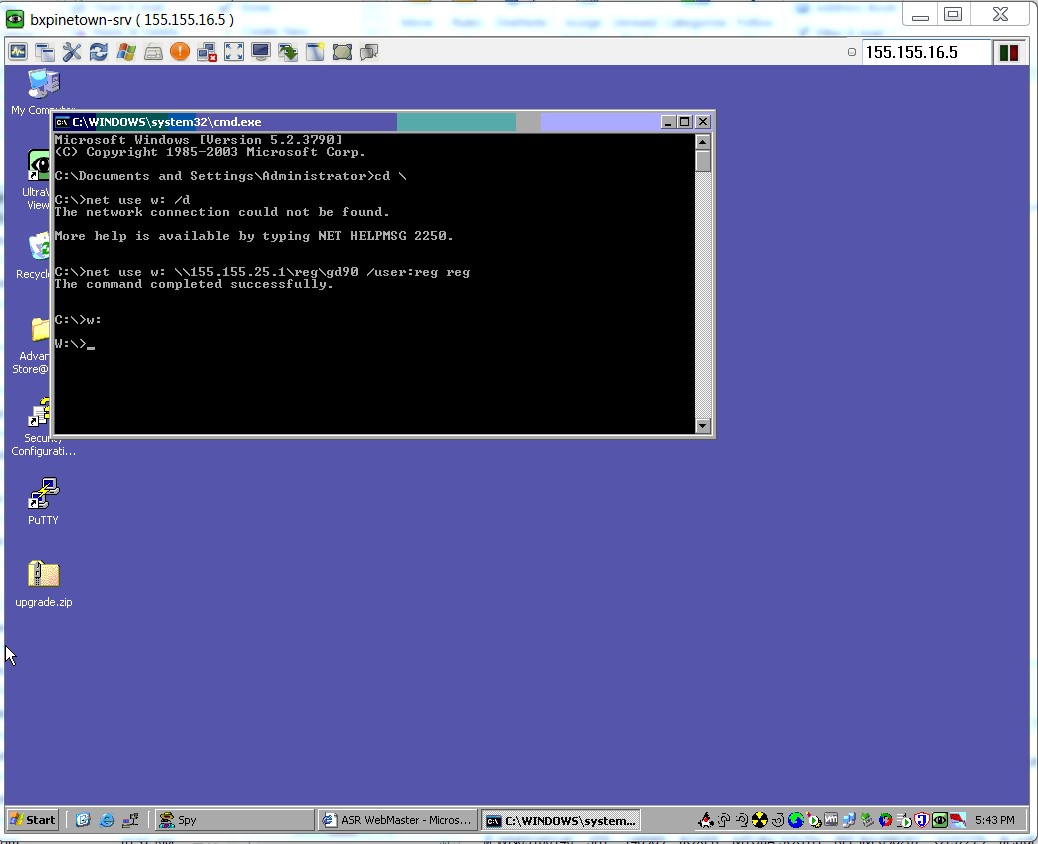 bxpinetown-srv ( 155.155.16.5 )
155.155.16.5
My Computer
C:\WINDOWS\system32\cmd.exe
Microsoft Windows [Version 5.2.3790]
(C) Copyright 1985-2003 Microsoft Corp.
C:\Documents and Settings\Administrator>cd \
C:\>net use w: /d
The network connection could not be found.
More help is available by typing NET HELPMSG 2250.
C:\>net use w: \\155.155.25.1\reg\gd90 /user:reg reg
The command completed successfully.
C:\>w:
W:\>_
UltraV
View
Recycl
Advan
Store@
Secur
Configurati...
PuTTY
upgrade.zip
Start
Spy
ASR WebMaster - Micros...
C:\WINDOWS\system...
5:43 PM